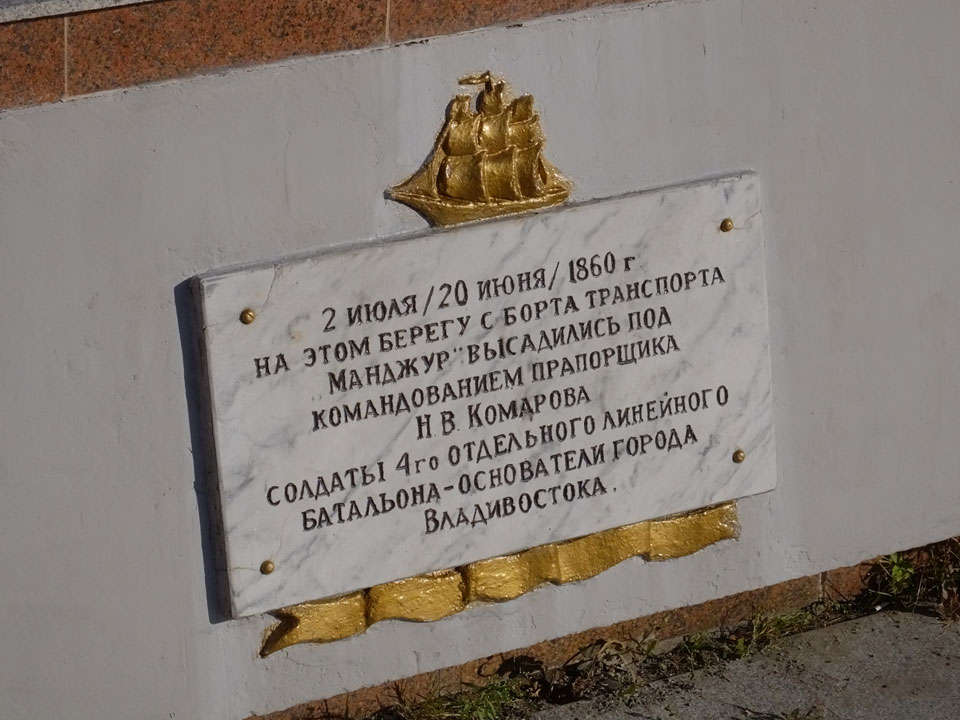 2 ИЮЛЯ /20 ИЮНЯ/ 1860 г.
НА ЭТОМ БЕРЕГУ С БОРТА ТРАНСПОРТА
„МАНДЖУР" ВЫСАДИЛИСЬ ПОД
КОМАНДОВАНИЕМ ПРАПОРЩИКА
Н.В. КОМАРОВА
СОЛДАТЫ 4го ОТДЕЛЬНОГО ЛИНЕЙНОГО
БАТАЛЬОНА-ОСНОВАТЕЛИ ГОРОДА
ВЛАДИВОСТОКА.